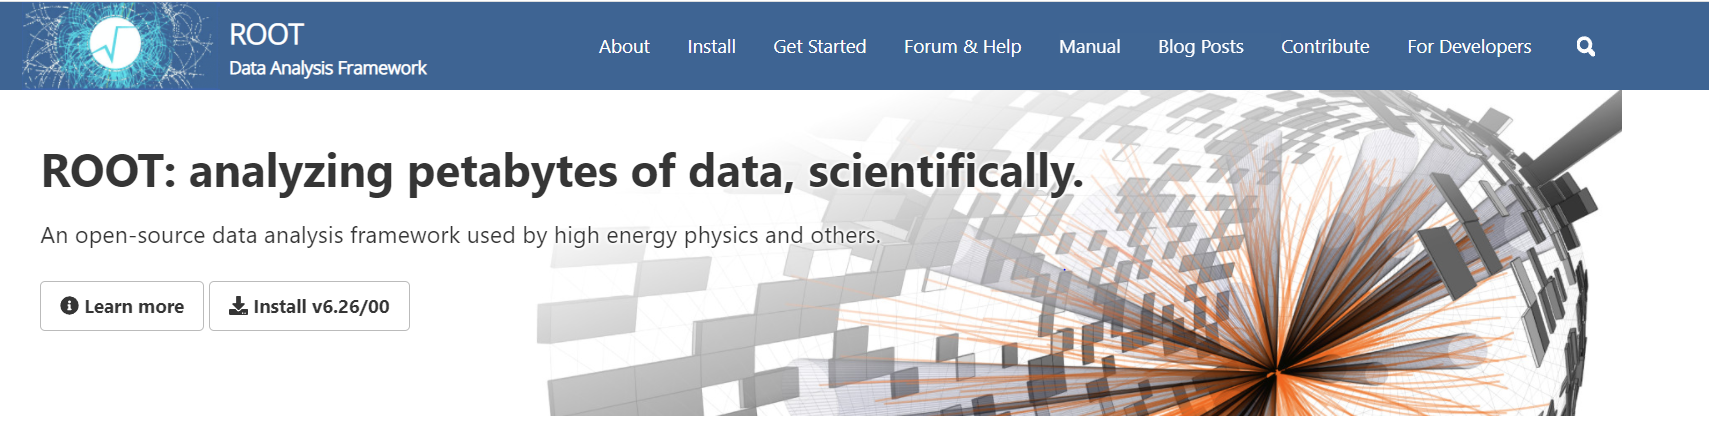 ROOT
Data Analysis Framework
About Install Get Started Forum & Help Manual Blog Posts Contribute For Developers
ROOT: analyzing petabytes of data, scientifically.
An open-source data analysis framework used by high energy physics and others.
Learn more Install v6.26/00